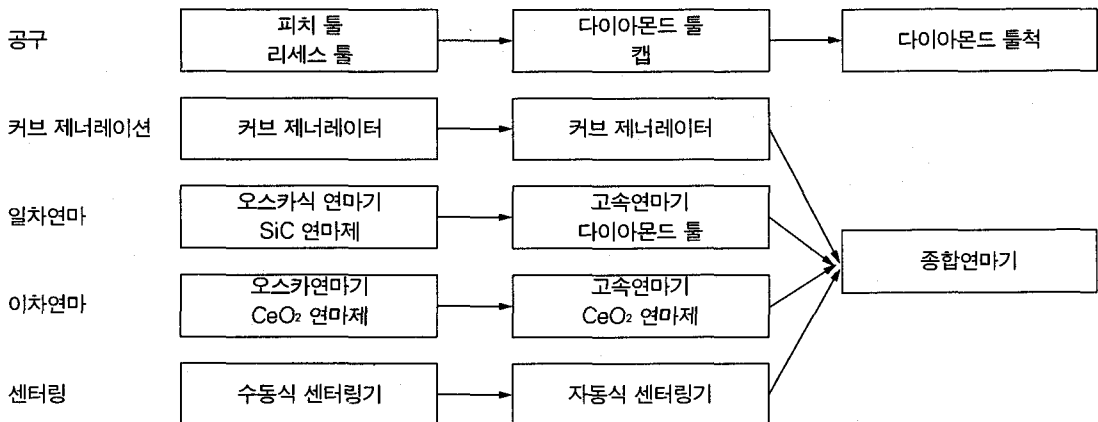 공구
피치 툴
리세스 툴
다이아몬드 툴
캡
다이아몬드 툴척
커브 제너레이션
커브 제너레이터
커브 제너레이터
일차연마
오스카식 연마기
SiC 연마제
고속연마기
다이아몬드 툴
종합연마기
이차연마
오스카연마기
CeO₂ 연마제
고속연마기
CeO₂ 연마제
센터링
수동식 센터링기
자동식 센터링기